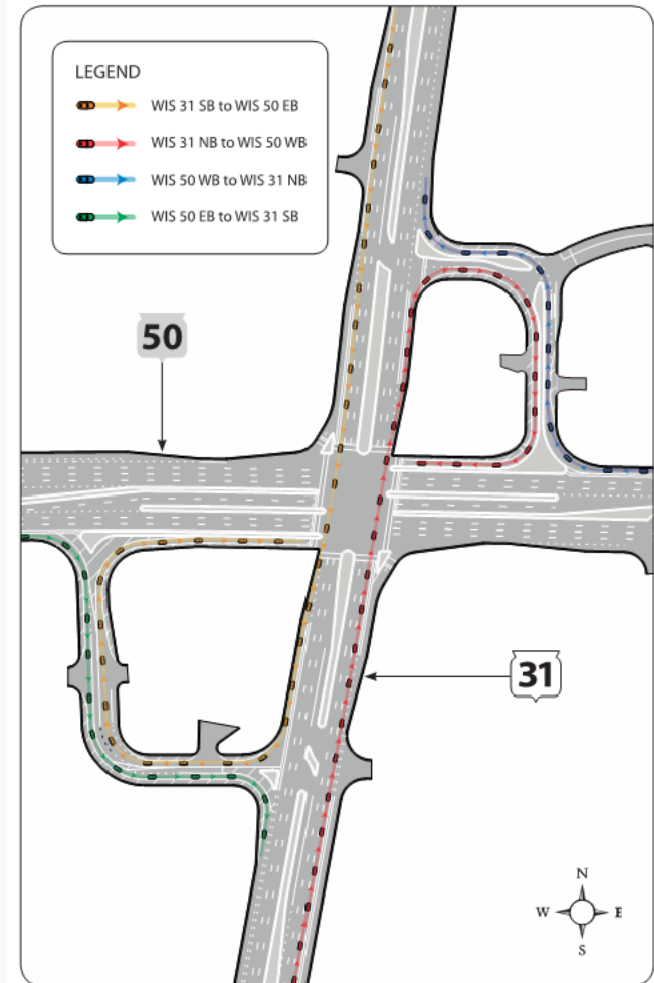 LEGEND
WIS 31 SB to WIS 50 EB
WIS 31 NB to WIS 50 WB
WIS 50 WB to WIS 31 NB
WIS 50 EB to WIS 31 SB
50
31
N
W E
S